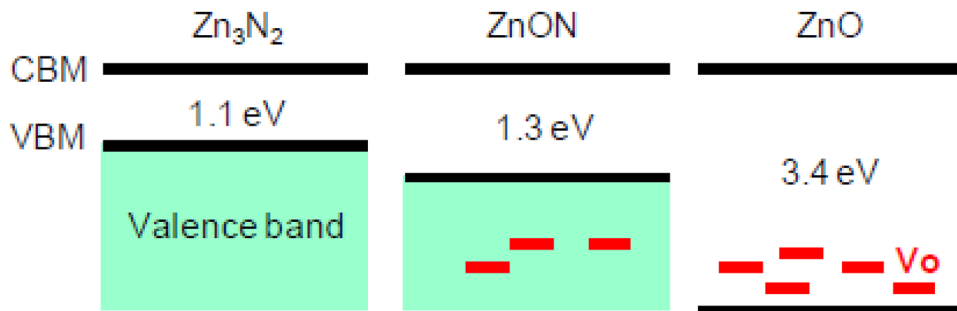 Zn₃N₂ ZnON ZnO
CBM
1.1 eV
VBM
1.3 eV
3.4 eV
Valence band
Vo